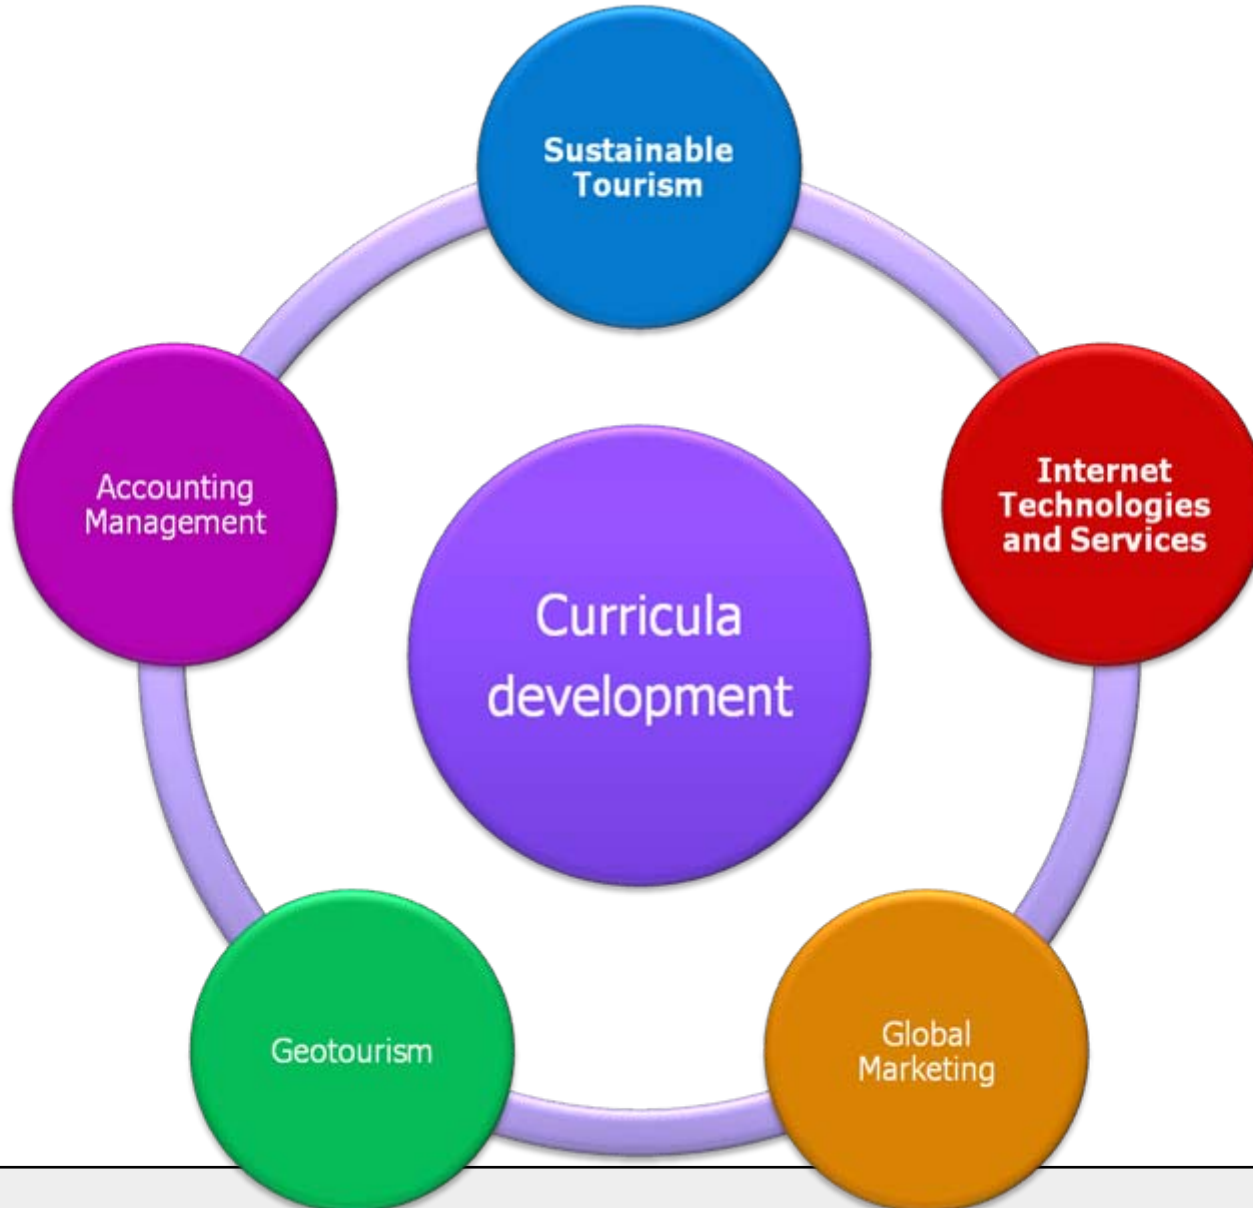 Sustainable
Tourism
Internet
Technologies
and Services
Accounting
Management
Curricula
development
Geotourism
Global
Marketing